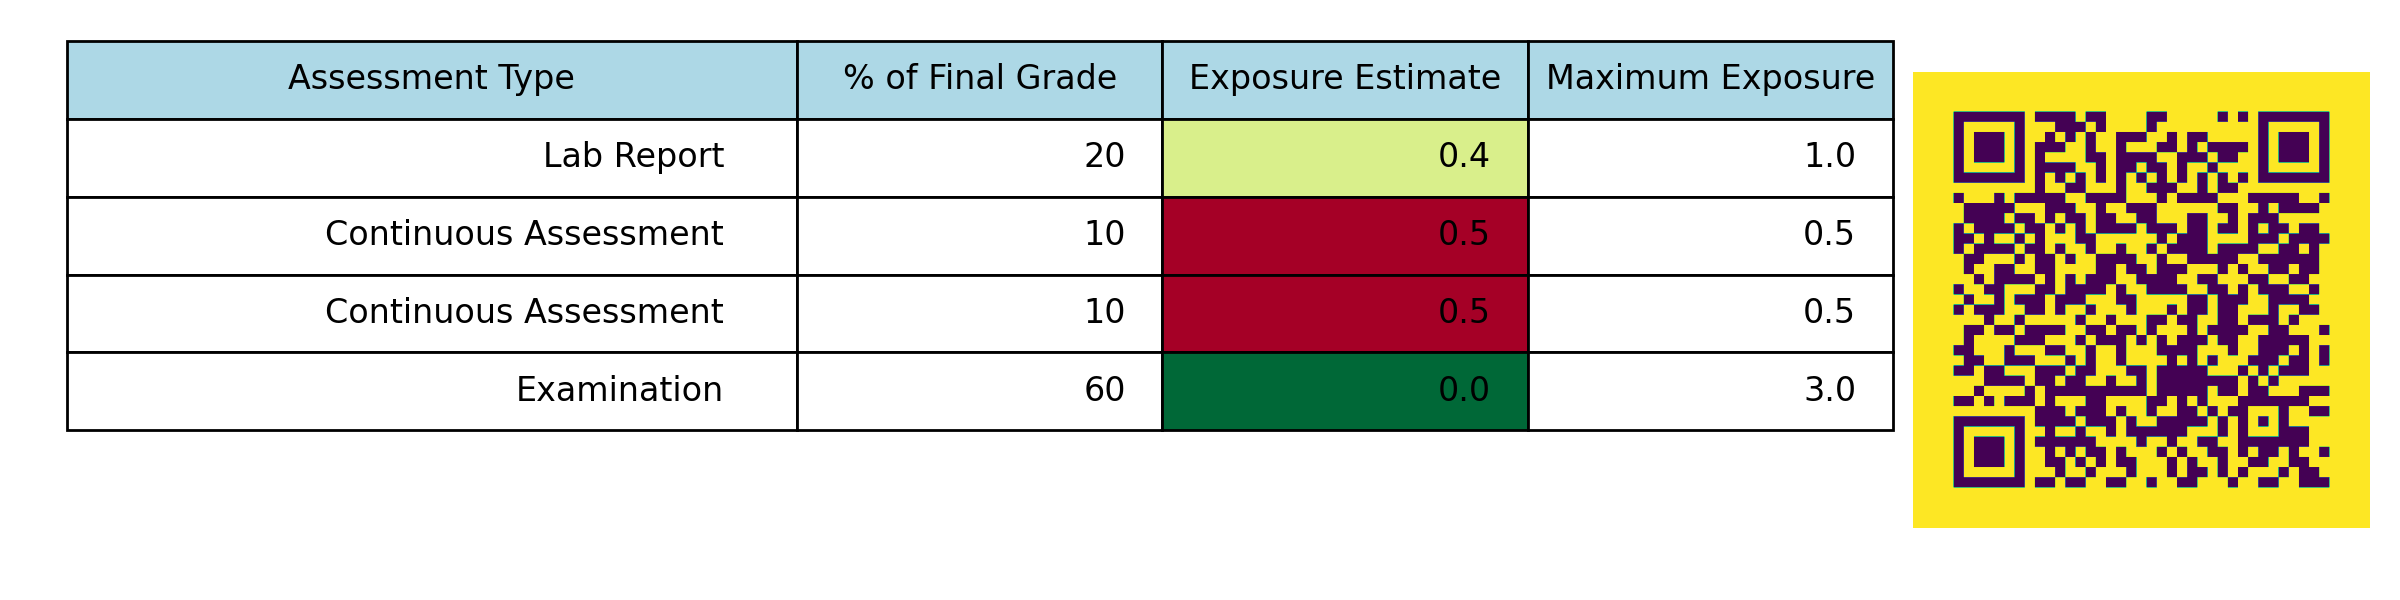 Assessment Type % of Final Grade Exposure Estimate Maximum Exposure
Lab Report 20 0.4 1.0
Continuous Assessment 10 0.5 0.5
Continuous Assessment 10 0.5 0.5
Examination 60 0.0 3.0